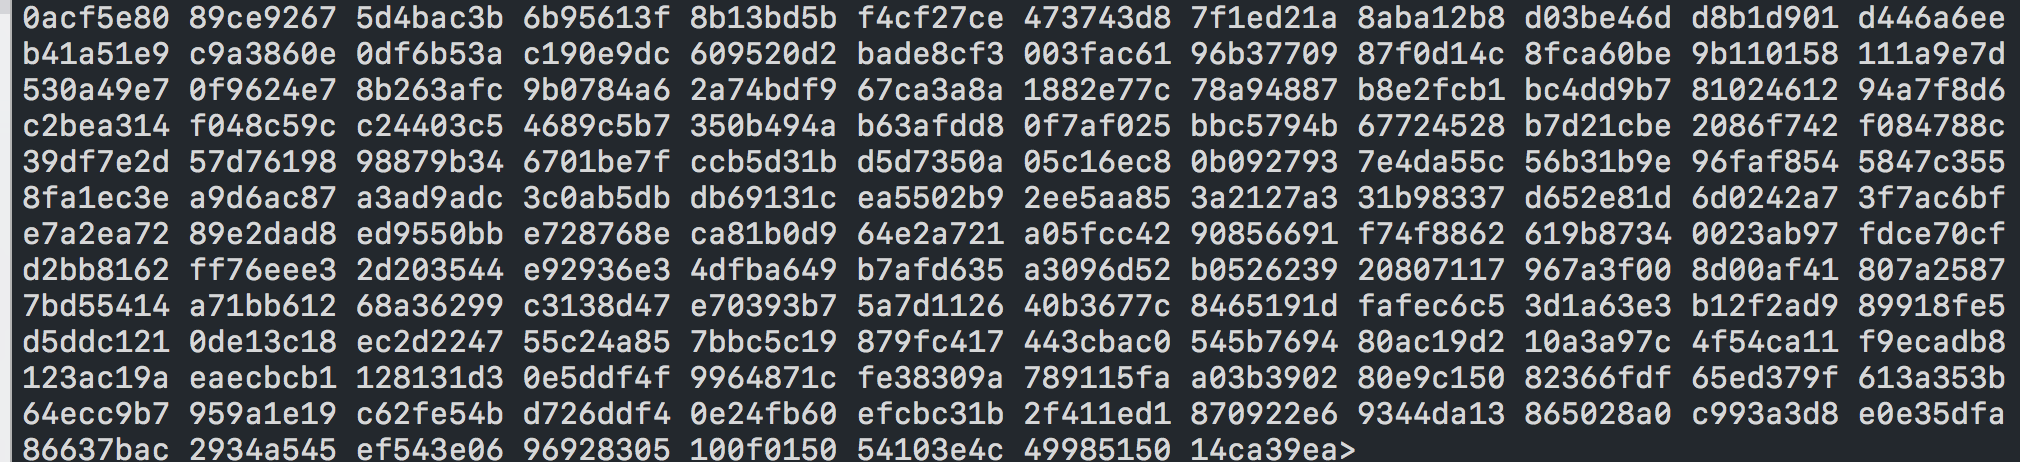 0acf5e80 89ce9267 5d4bac3b 6b95613f 8b13bd5b f4cf27ce 473743d8 7f1ed21a 8aba12b8 d03be46d d8b1d901 d446a6ee
b41a51e9 c9a3860e 0df6b53a c190e9dc 609520d2 bade8cf3 003fac61 96b37709 87f0d14c 8fca60be 9b110158 111a9e7d
530a49e7 0f9624e7 8b263afc 9b0784a6 2a74bdf9 67ca3a8a 1882e77c 78a94887 b8e2fcb1 bc4dd9b7 81024612 94a7f8d6
c2bea314 f048c59c c24403c5 4689c5b7 350b494a b63afdd8 0f7af025 bbc5794b 67724528 b7d21cbe 2086f742 f084788c
39df7e2d 57d76198 98879b34 6701be7f ccb5d31b d5d7350a 05c16ec8 0b092793 7e4da55c 56b31b9e 96faf854 5847c355
8fa1ec3e a9d6ac87 a3ad9adc 3c0ab5db db69131c ea5502b9 2ee5aa85 3a2127a3 31b98337 d652e81d 6d0242a7 3f7ac6bf
e7a2ea72 89e2dad8 ed9550bb e728768e ca81b0d9 64e2a721 a05fcc42 90856691 f74f8862 619b8734 0023ab97 fdce70cf
d2bb8162 ff76eee3 2d203544 e92936e3 4dfba649 b7afd635 a3096d52 b0526239 20807117 967a3f00 8d00af41 807a2587
7bd55414 a71bb612 68a36299 c3138d47 e70393b7 5a7d1126 40b3677c 8465191d fafec6c5 3d1a63e3 b12f2ad9 89918fe5
d5ddc121 0de13c18 ec2d2247 55c24a85 7bbc5c19 879fc417 443cbac0 545b7694 80ac19d2 10a3a97c 4f54ca11 f9ecadb8
123ac19a eaecbcb1 128131d3 0e5ddf4f 9964871c fe38309a 789115fa a03b3902 80e9c150 82366fdf 65ed379f 613a353b
64ecc9b7 959a1e19 c62fe54b d726ddf4 0e24fb60 efcbc31b 2f411ed1 870922e6 9344da13 865028a0 c993a3d8 e0e35dfa
86637bac 2934a545 ef543e06 96928305 100f0150 54103e4c 49985150 14ca39ea>